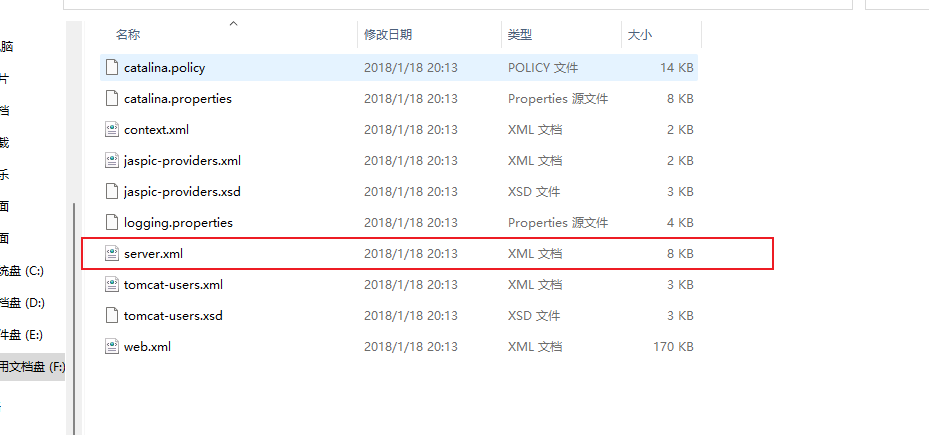 名称 修改日期 类型 大小
脑
catalina.policy 2018/1/18 20:13 POLICY 文件 14 KB
片
catalina.properties 2018/1/18 20:13 Properties 源文件 8 KB
档
context.xml 2018/1/18 20:13 XML 文档 2 KB
载
jaspic-providers.xml 2018/1/18 20:13 XML 文档 2 KB
乐
jaspic-providers.xsd 2018/1/18 20:13 XSD 文件 3 KB
面
logging.properties 2018/1/18 20:13 Properties 源文件 4 KB
面
server.xml 2018/1/18 20:13 XML 文档 8 KB
统盘 (C:)
tomcat-users.xml 2018/1/18 20:13 XML 文档 3 KB
档盘 (D:)
tomcat-users.xsd 2018/1/18 20:13 XSD 文件 3 KB
件盘 (E:)
web.xml 2018/1/18 20:13 XML 文档 170 KB
用文档盘 (F:)